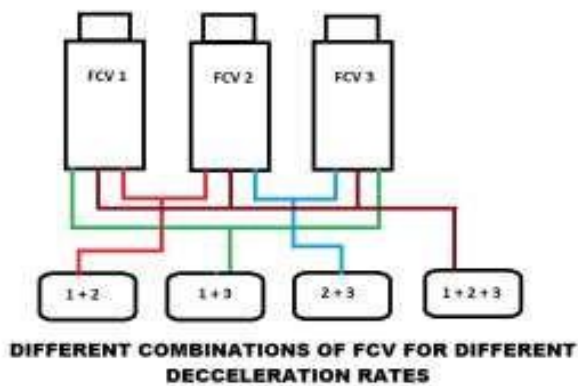 FCV 1
FCV 2
FCV 3
1 + 2
1 + 3
2 + 3
1 + 2 + 3
DIFFERENT COMBINATIONS OF FCV FOR DIFFERENT
DECCELERATION RATES